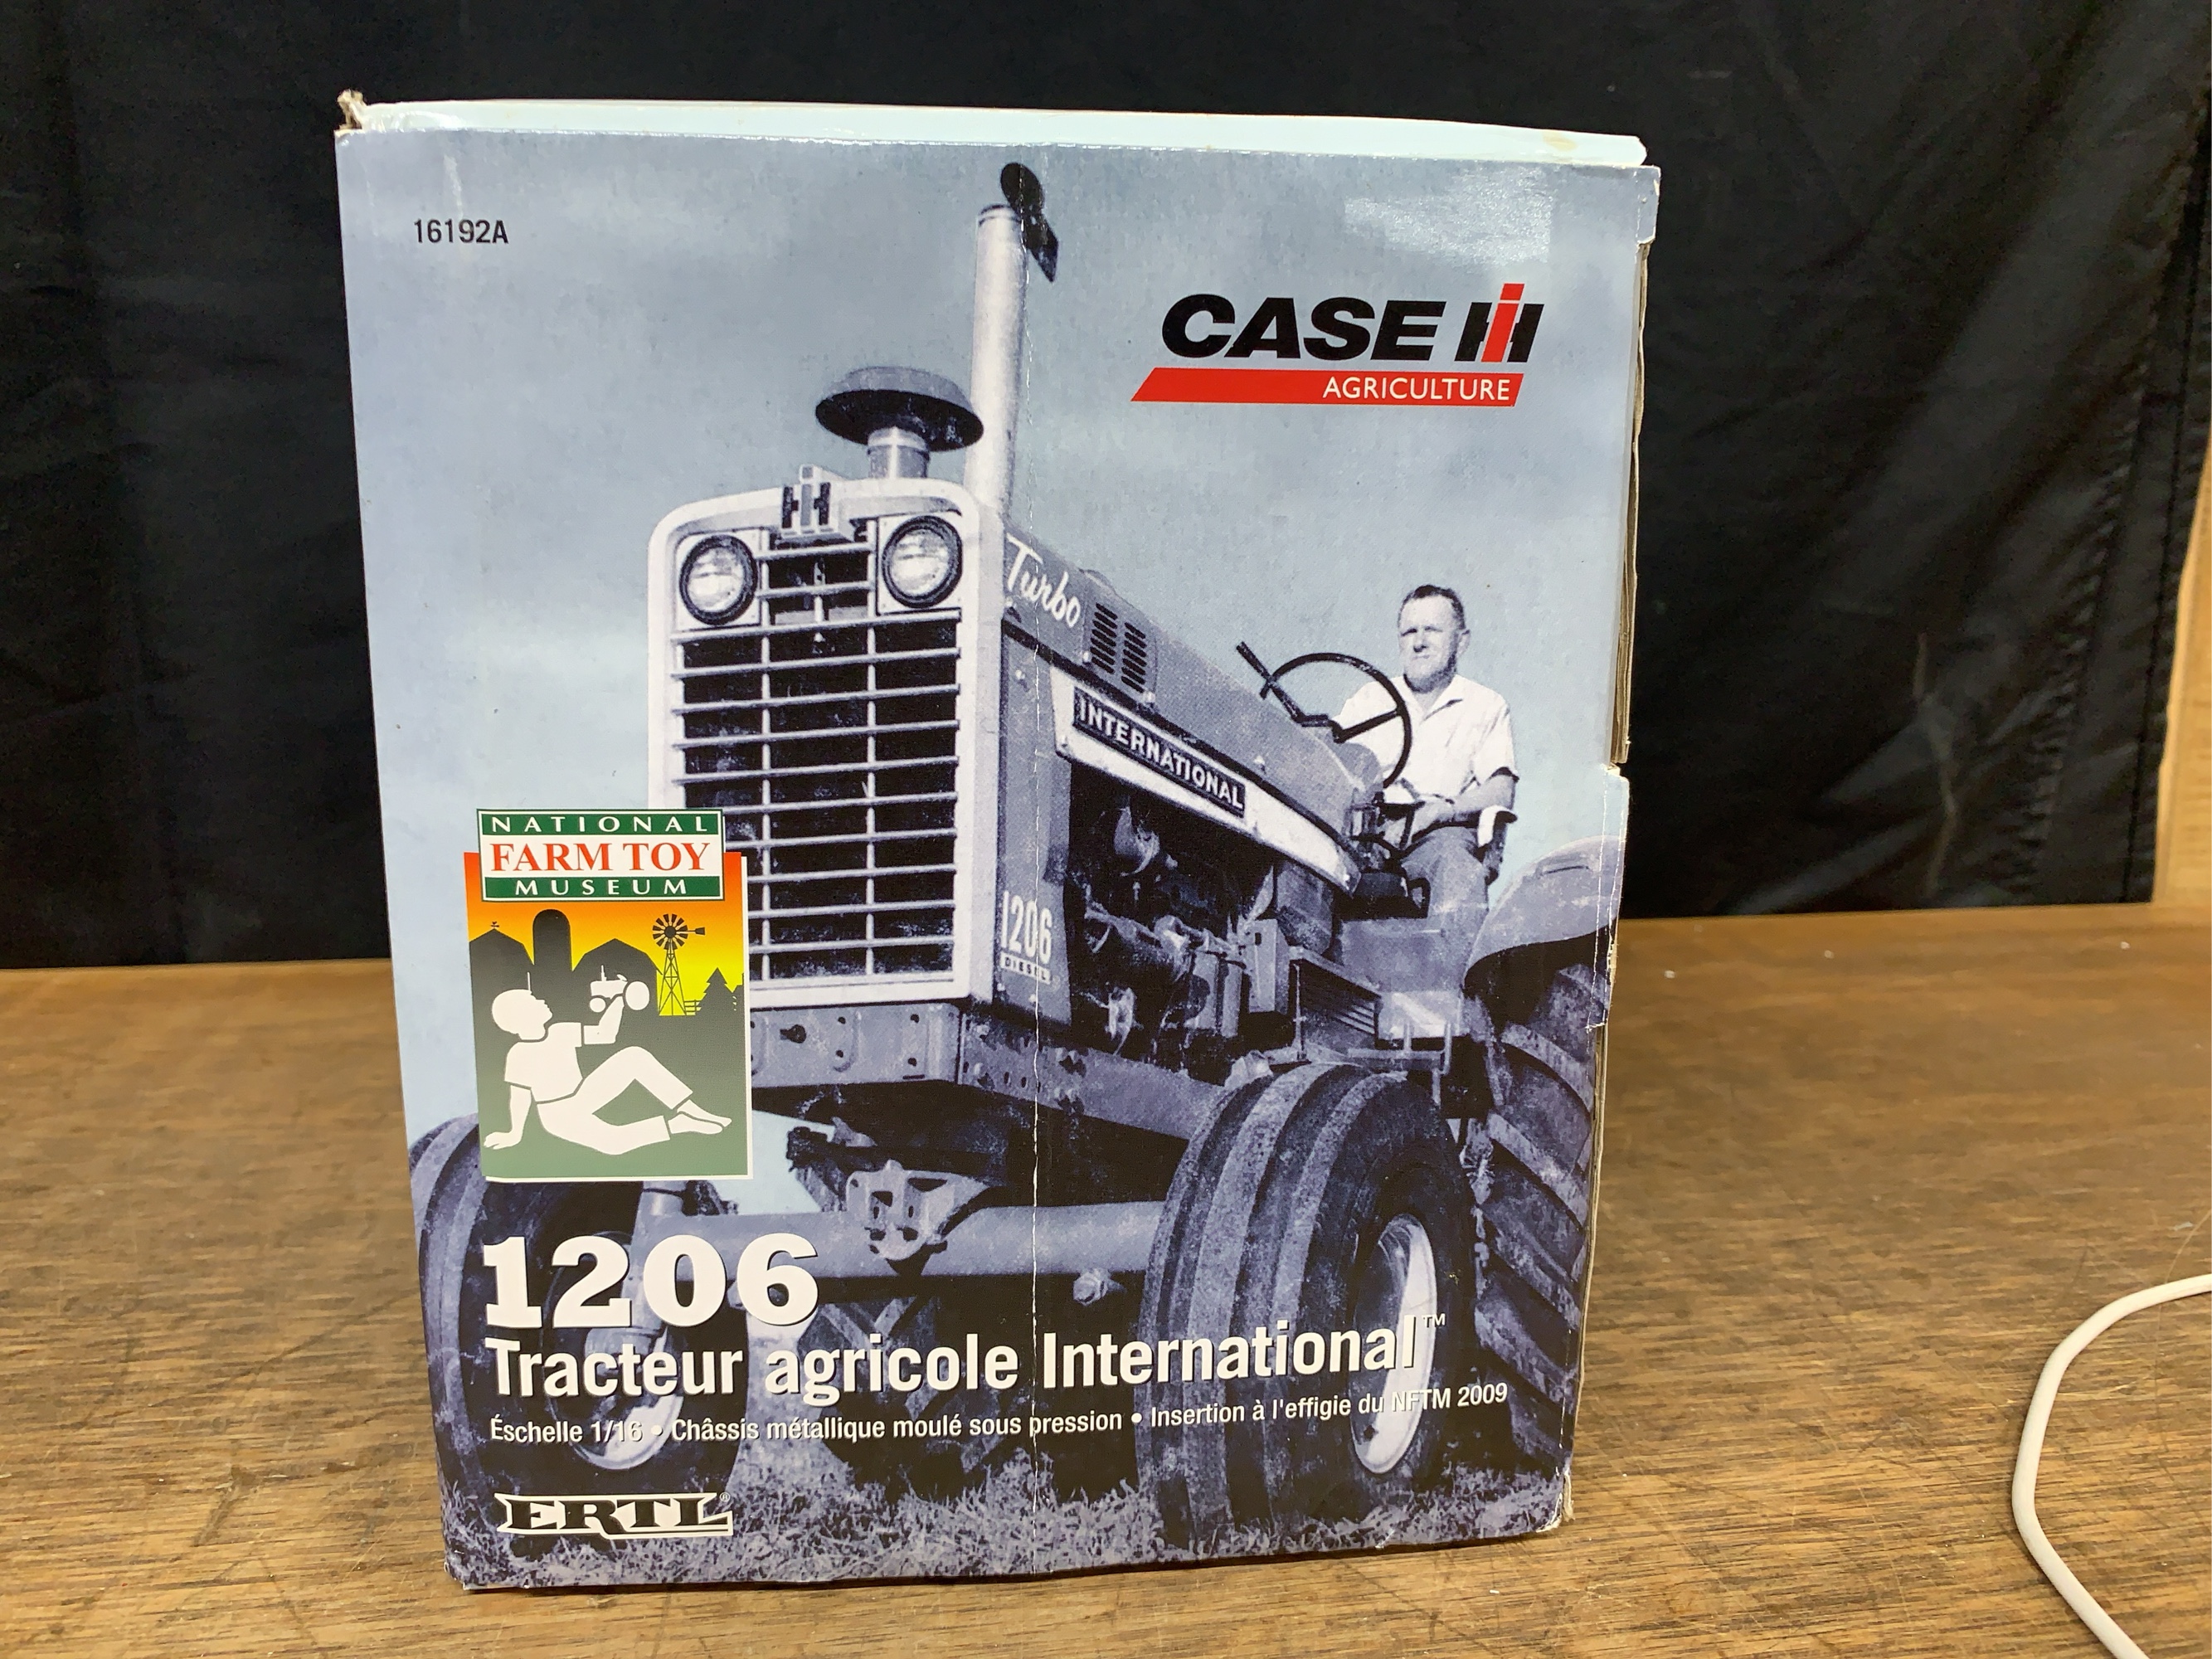 16192A
CASE IH
AGRICULTURE
IH
Turbo
INTERNATIONAL
1206
DIESEL
NATIONAL
FARM TOY
MUSEUM
1206
Tracteur agricole International™
Éschelle 1/16 • Châssis métallique moulé sous pression • Insertion à l'effigie du NFTM 2009
ERTL®